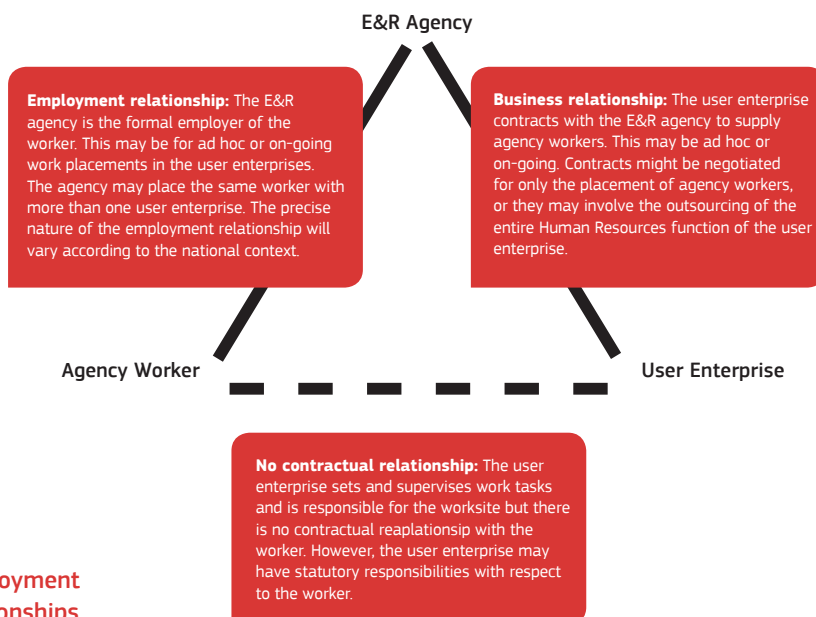 E&R Agency
Employment relationship: The E&R
agency is the formal employer of the
worker. This may be for ad hoc or on-going
work placements in the user enterprises.
The agency may place the same worker with
more than one user enterprise. The precise
nature of the employment relationship will
vary according to the national context.
Business relationship: The user enterprise
contracts with the E&R agency to supply
agency workers. This may be ad hoc or
on-going. Contracts might be negotiated
for only the placement of agency workers,
or they may involve the outsourcing of the
entire Human Resources function of the user
enterprise.
Agency Worker
User Enterprise
No contractual relationship: The user
enterprise sets and supervises work tasks
and is responsible for the worksite but there
is no contractual reaplationsip with the
worker. However, the user enterprise may
have statutory responsibilities with respect
to the worker.
oyment
onships